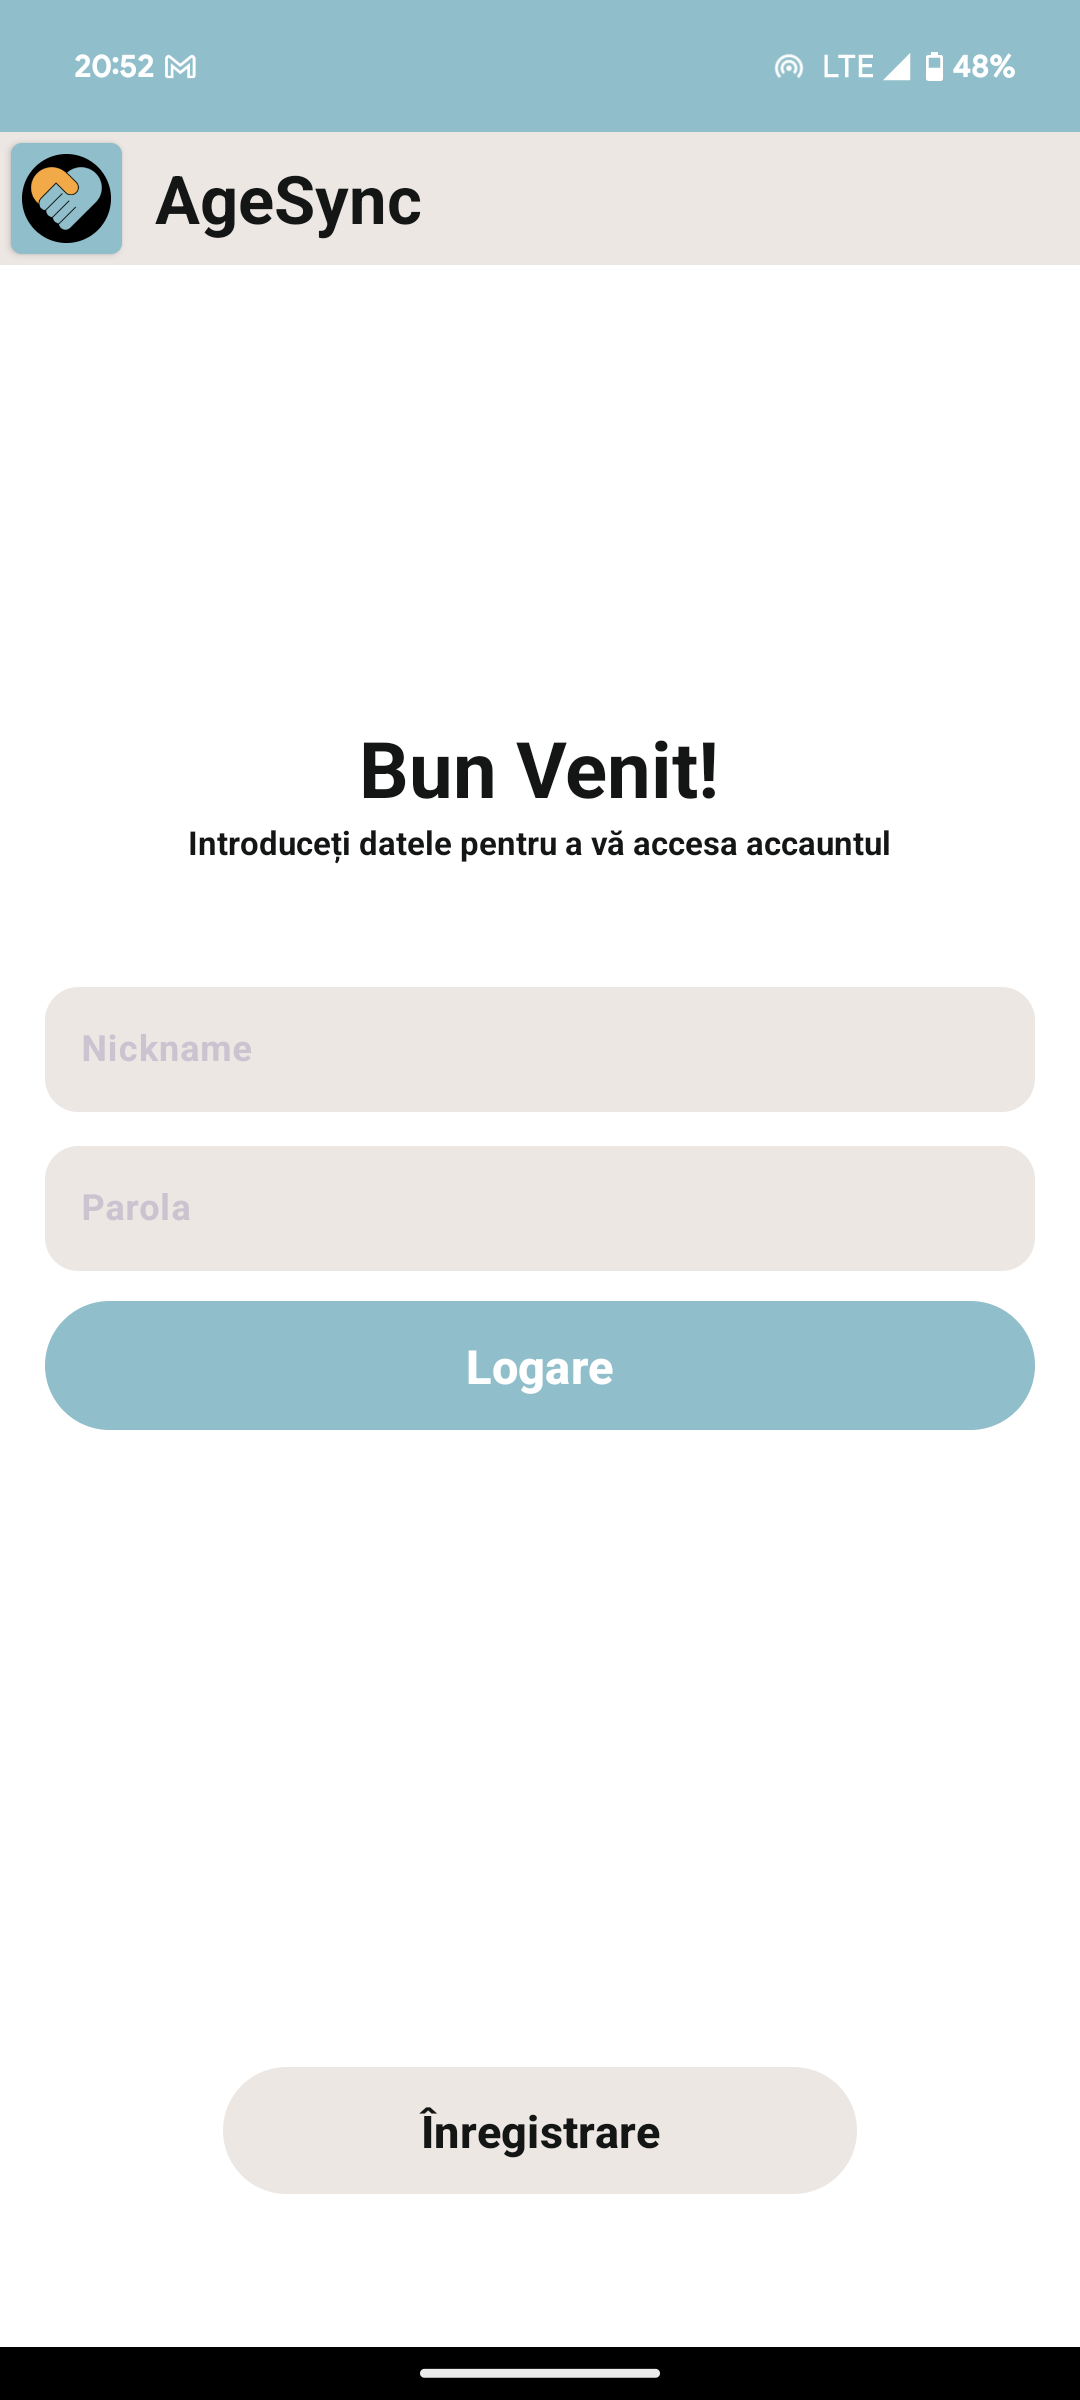 20:52 LTE 48%
AgeSync
Bun Venit!
Introduceți datele pentru a vă accesa accauntul
Nickname
Parola
Logare
Înregistrare